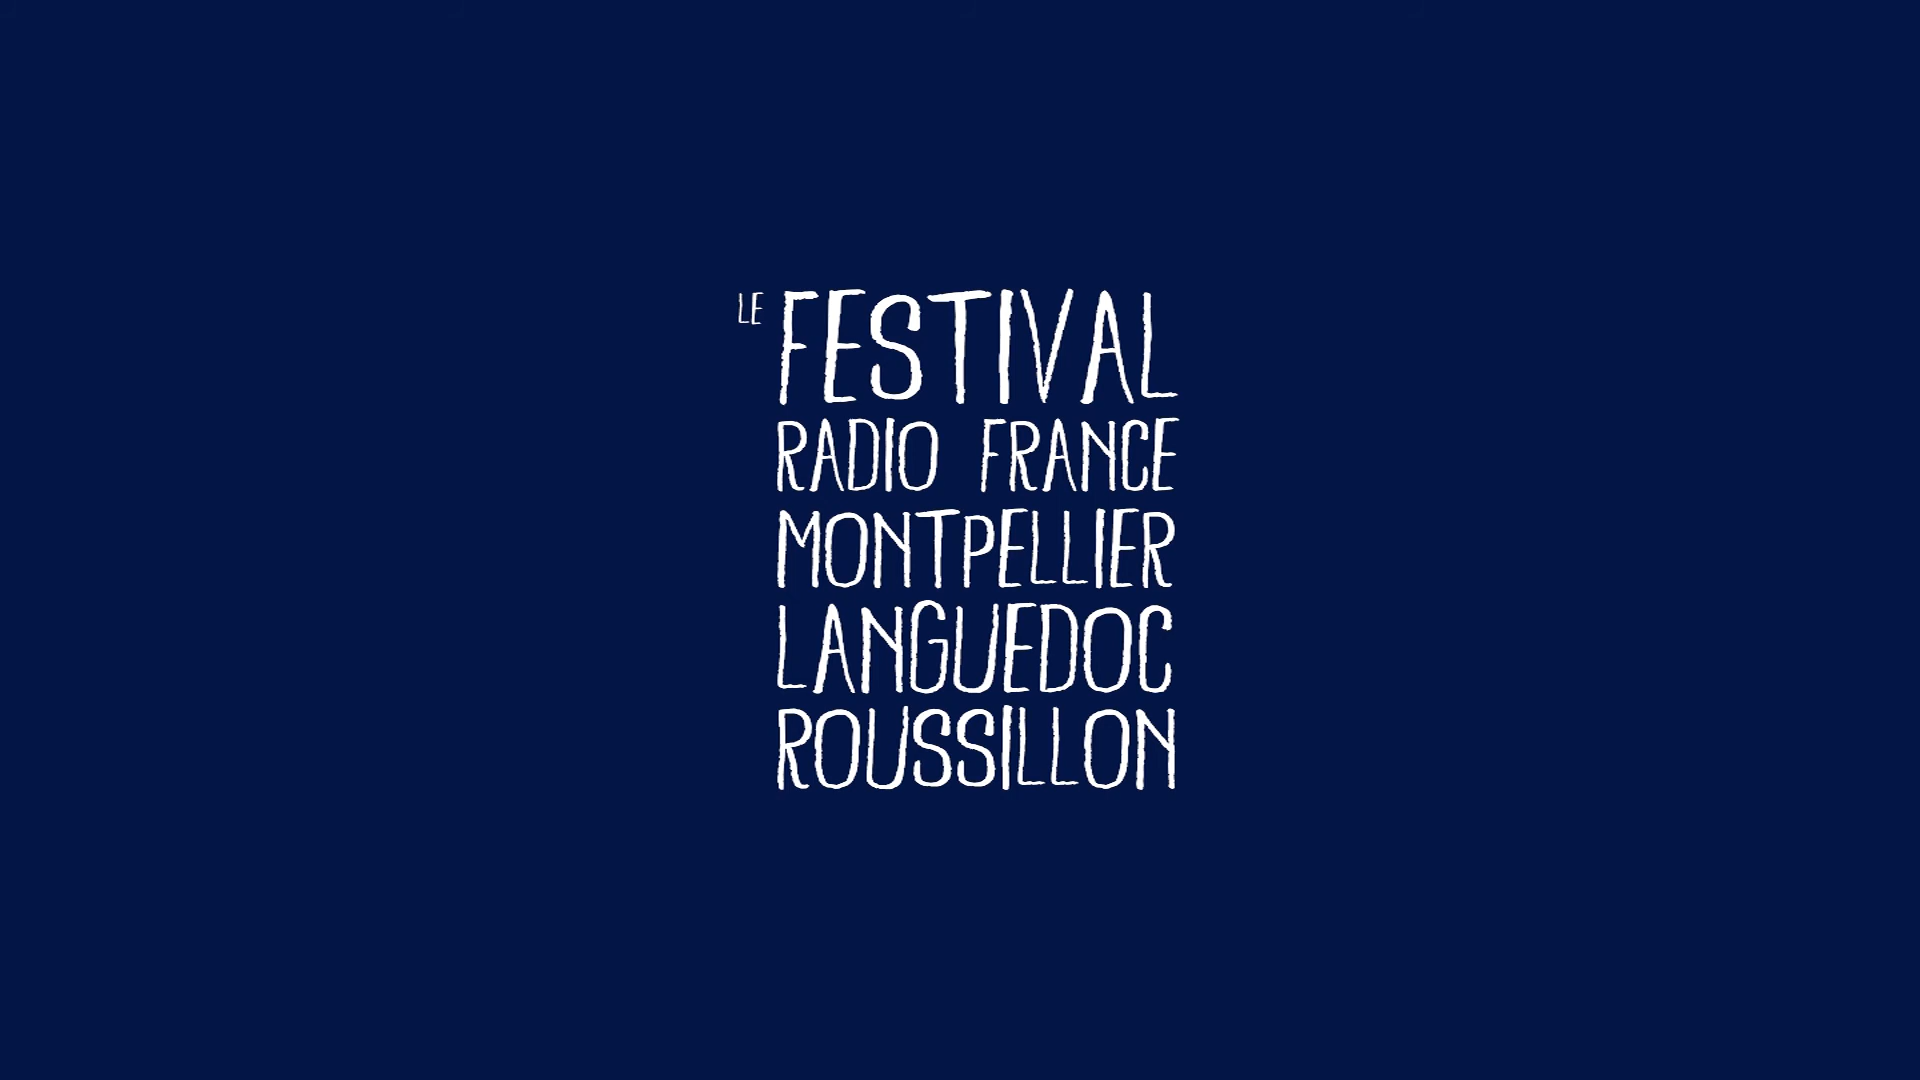 LE FESTIVAL
RADIO FRANCE
MONTPELLIER
LANGUEDOC
ROUSSILLON